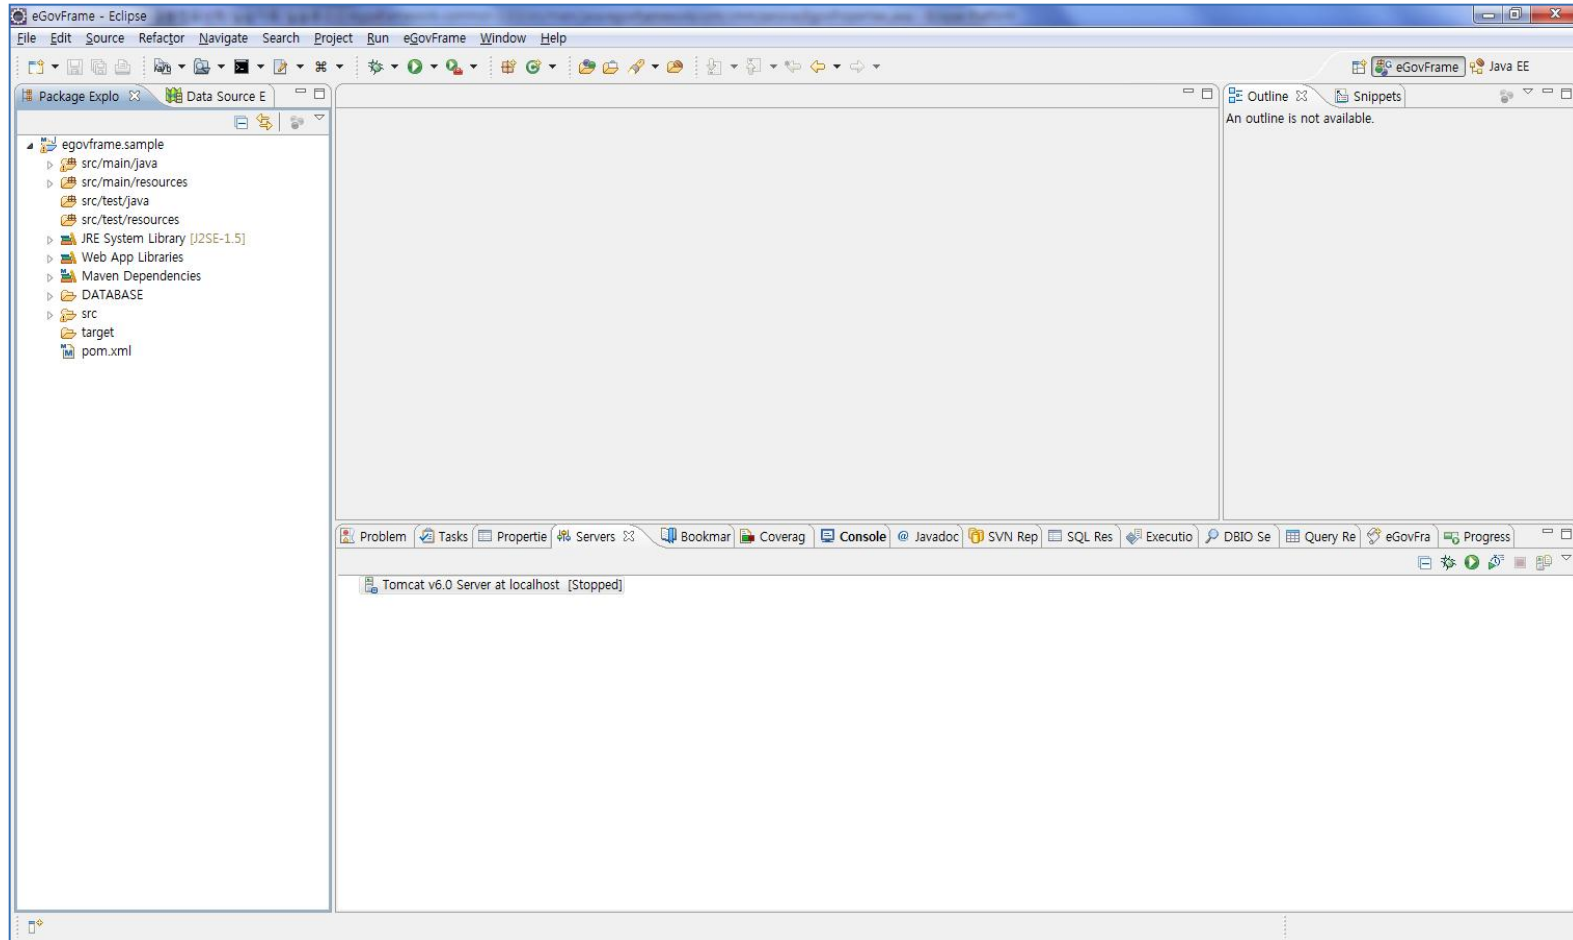 eGovFrame - Eclipse
File Edit Source Refactor Navigate Search Project Run eGovFrame Window Help
eGovFrame Java EE
Package Explo Data Source E
Outline Snippets
An outline is not available.
egovframe.sample
src/main/java
src/main/resources
src/test/java
src/test/resources
JRE System Library [J2SE-1.5]
Web App Libraries
Maven Dependencies
DATABASE
src
target
pom.xml
Problem Tasks Propertie Servers Bookmar Coverag Console @ Javadoc SVN Rep SQL Res Executio DBIO Se Query Re eGovFra Progress
Tomcat v6.0 Server at localhost [Stopped]